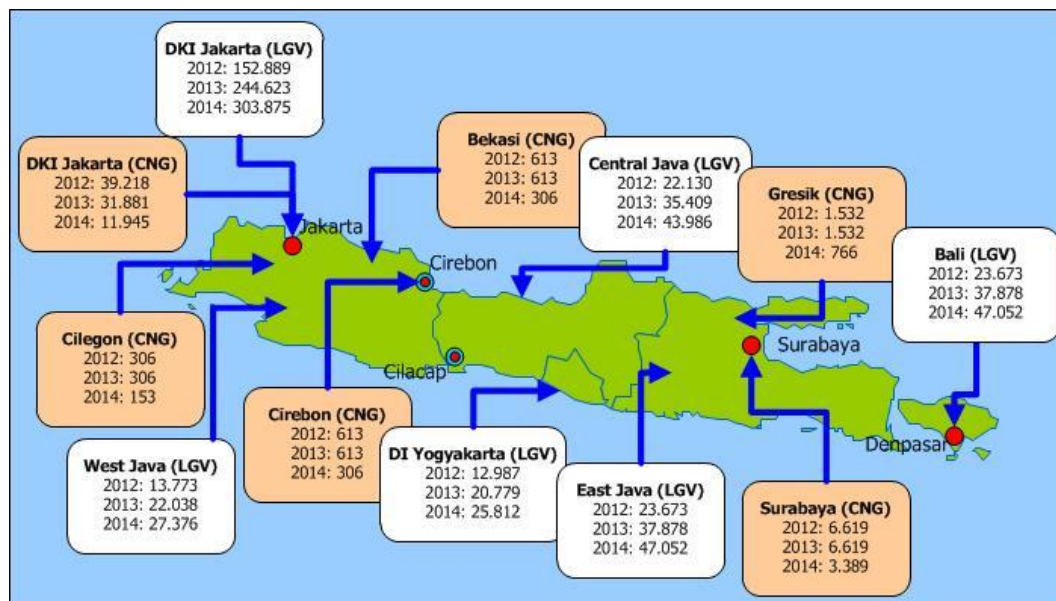 DKI Jakarta (LGV)
2012: 152.889
2013: 244.623
2014: 303.875
DKI Jakarta (CNG)
2012: 39.218
2013: 31.881
2014: 11.945
Bekasi (CNG)
2012: 613
2013: 613
2014: 306
Central Java (LGV)
2012: 22.130
2013: 35.409
2014: 43.986
Gresik (CNG)
2012: 1.532
2013: 1.532
2014: 766
Bali (LGV)
2012: 23.673
2013: 37.878
2014: 47.052
Jakarta
Cirebon
Surabaya
Cilacap
Denpasar
Cilegon (CNG)
2012: 306
2013: 306
2014: 153
West Java (LGV)
2012: 13.773
2013: 22.038
2014: 27.376
Cirebon (CNG)
2012: 613
2013: 613
2014: 306
DI Yogyakarta (LGV)
2012: 12.987
2013: 20.779
2014: 25.812
East Java (LGV)
2012: 23.673
2013: 37.878
2014: 47.052
Surabaya (CNG)
2012: 6.619
2013: 6.619
2014: 3.389